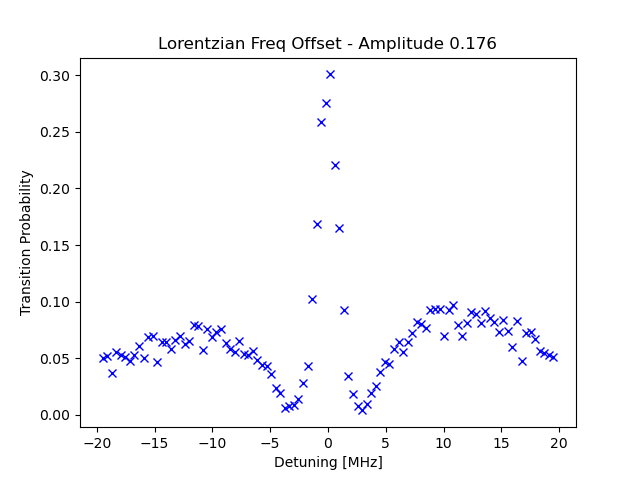 Lorentzian Freq Offset - Amplitude 0.176
Transition Probability
0.30
0.25
0.20
0.15
0.10
0.05
0.00
−20 −15 −10 −5 0 5 10 15 20
Detuning [MHz]